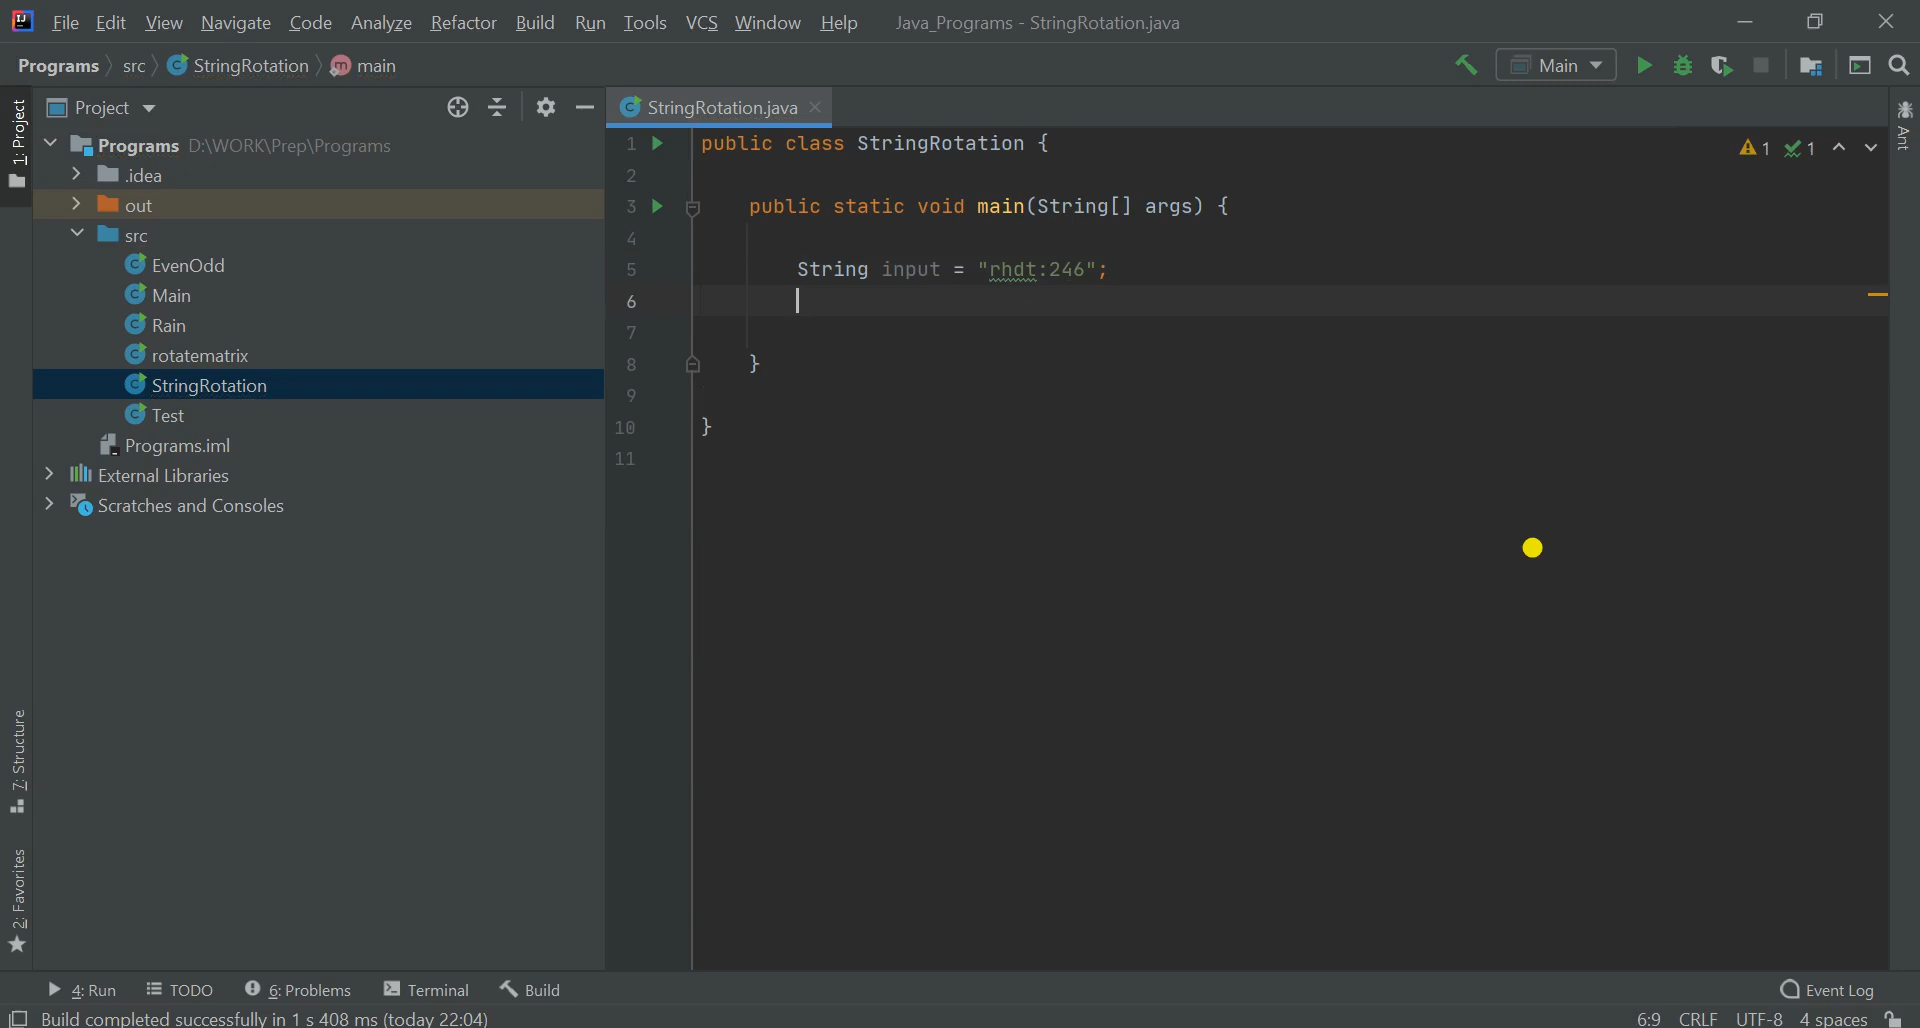 File Edit View Navigate Code Analyze Refactor Build Run Tools VCS Window Help Java_Programs - StringRotation.java
Programs src StringRotation main Main
Project StringRotation.java
1: Project
7: Structure
2: Favorites
Programs D:\WORK\Prep\Programs
.idea
out
src
EvenOdd
Main
Rain
rotatematrix
StringRotation
Test
Programs.iml
External Libraries
Scratches and Consoles
1 public class StringRotation {
2
3 public static void main(String[] args) {
4
5 String input = "rhdt:246";
6
7
8 }
9
10 }
11
1 1
Ant
4: Run TODO 6: Problems Terminal Build Event Log
Build completed successfully in 1 s 408 ms (today 22:04) 6:9 CRLF UTF-8 4 spaces